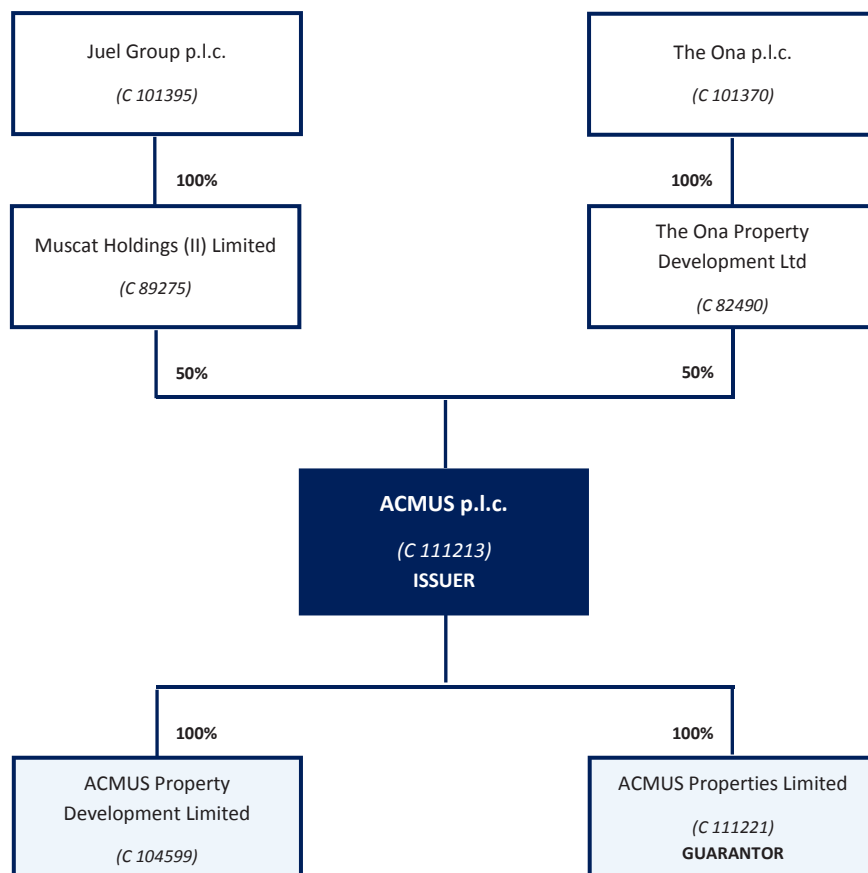 Juel Group p.l.c.
(C 101395)
The Ona p.l.c.
(C 101370)
100%
100%
Muscat Holdings (II) Limited
(C 89275)
The Ona Property
Development Ltd
(C 82490)
50%
50%
ACMUS p.l.c.
(C 111213)
ISSUER
100%
100%
ACMUS Property
Development Limited
(C 104599)
ACMUS Properties Limited
(C 111221)
GUARANTOR